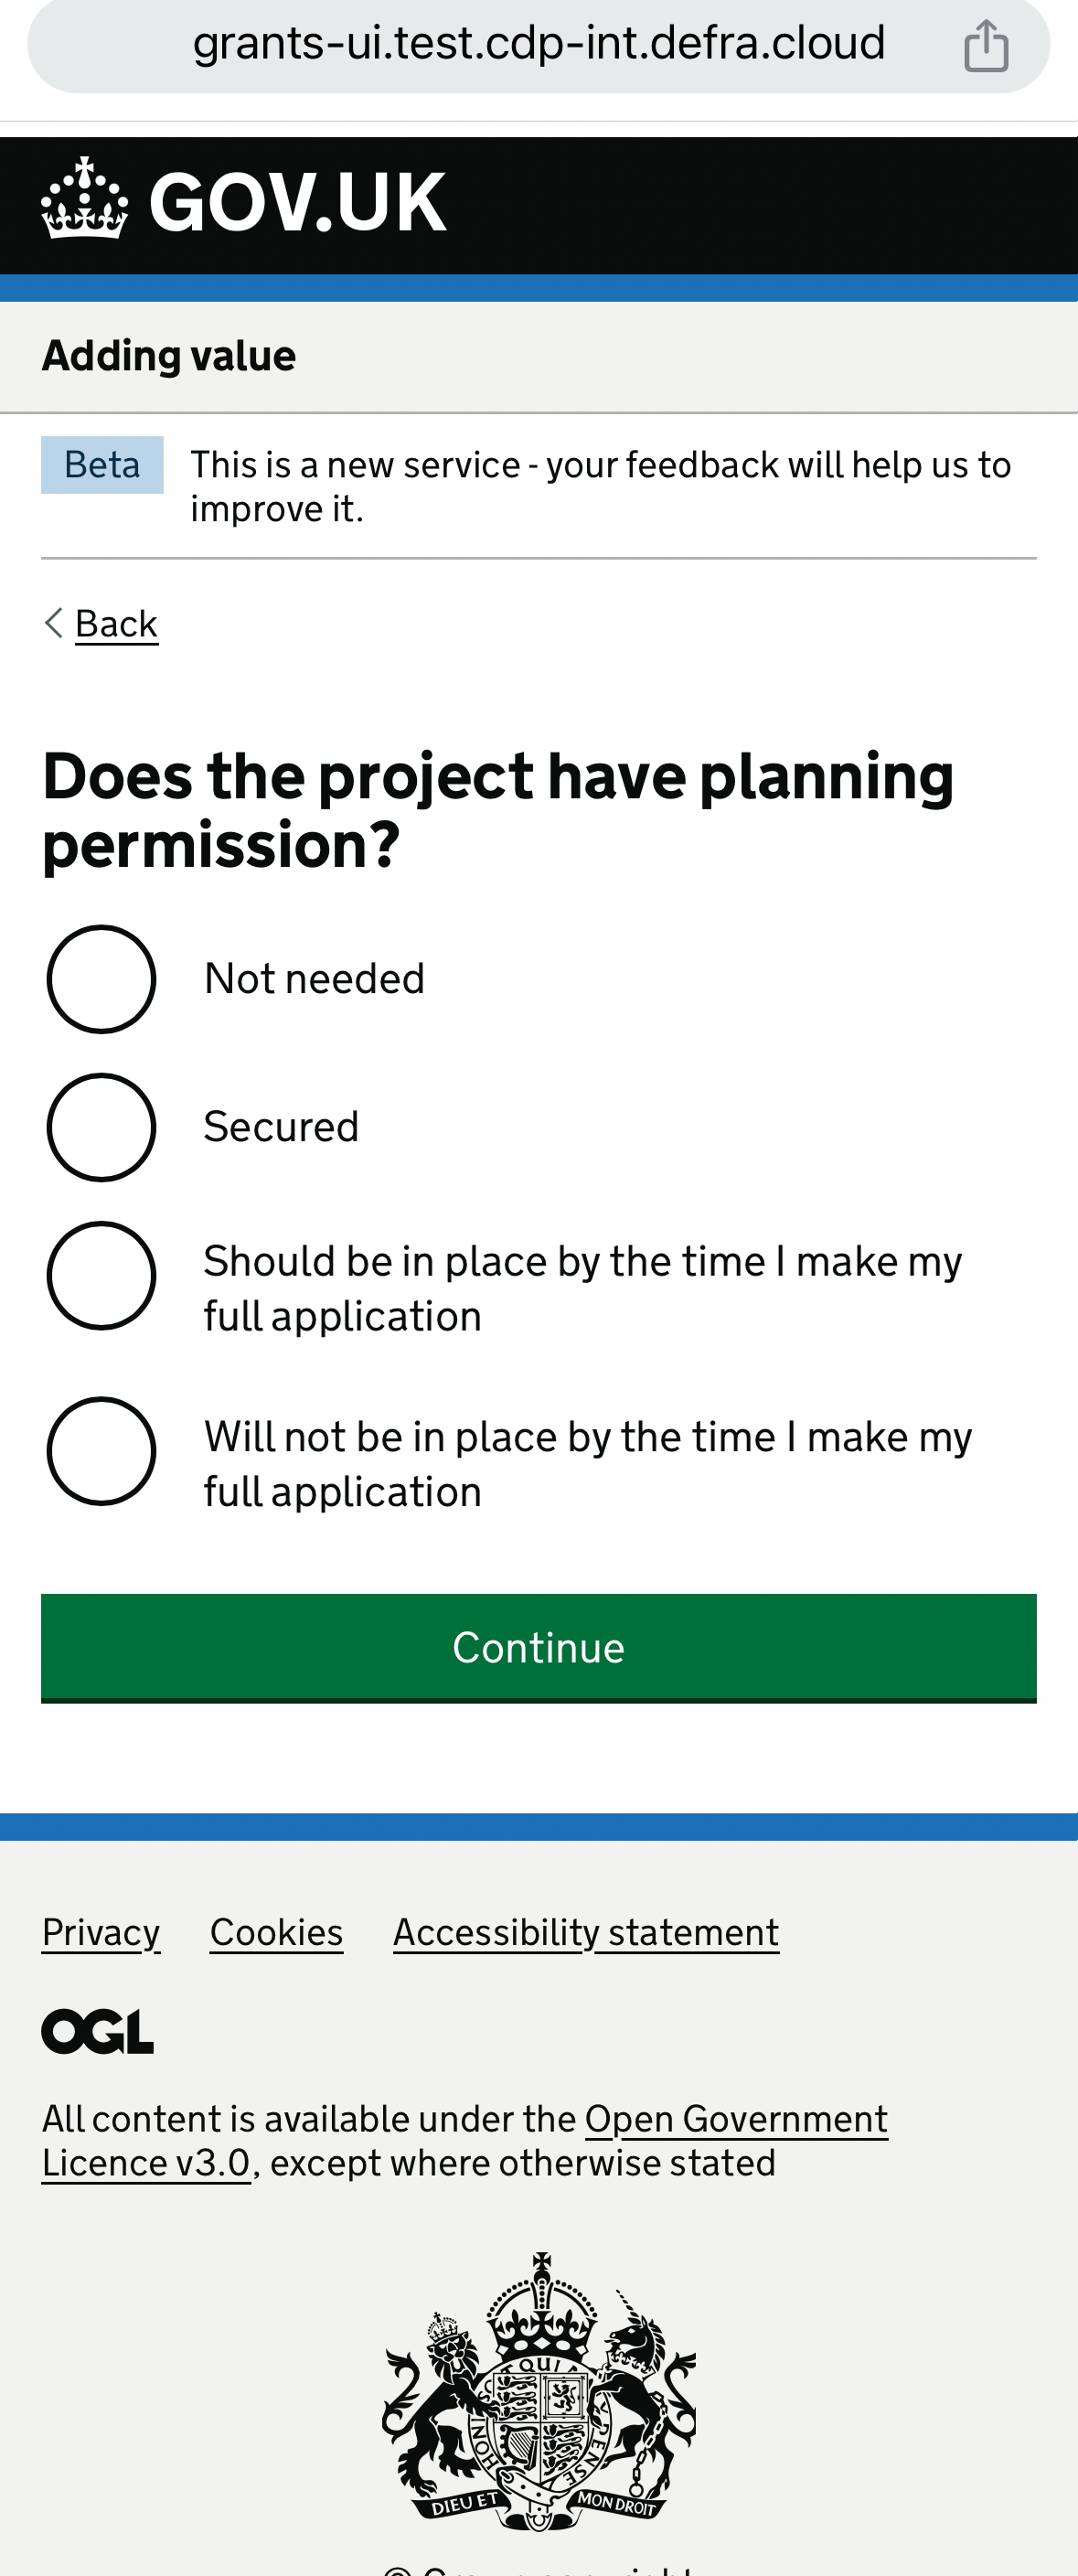 grants-ui.test.cdp-int.defra.cloud
GOV.UK
Adding value
Beta
This is a new service - your feedback will help us to
improve it.
Back
Does the project have planning
permission?
Not needed
Secured
Should be in place by the time I make my
full application
Will not be in place by the time I make my
full application
Continue
Privacy Cookies Accessibility statement
OGL
All content is available under the Open Government
Licence v3.0, except where otherwise stated
QUI
HONI
DIEU ET MON DROIT